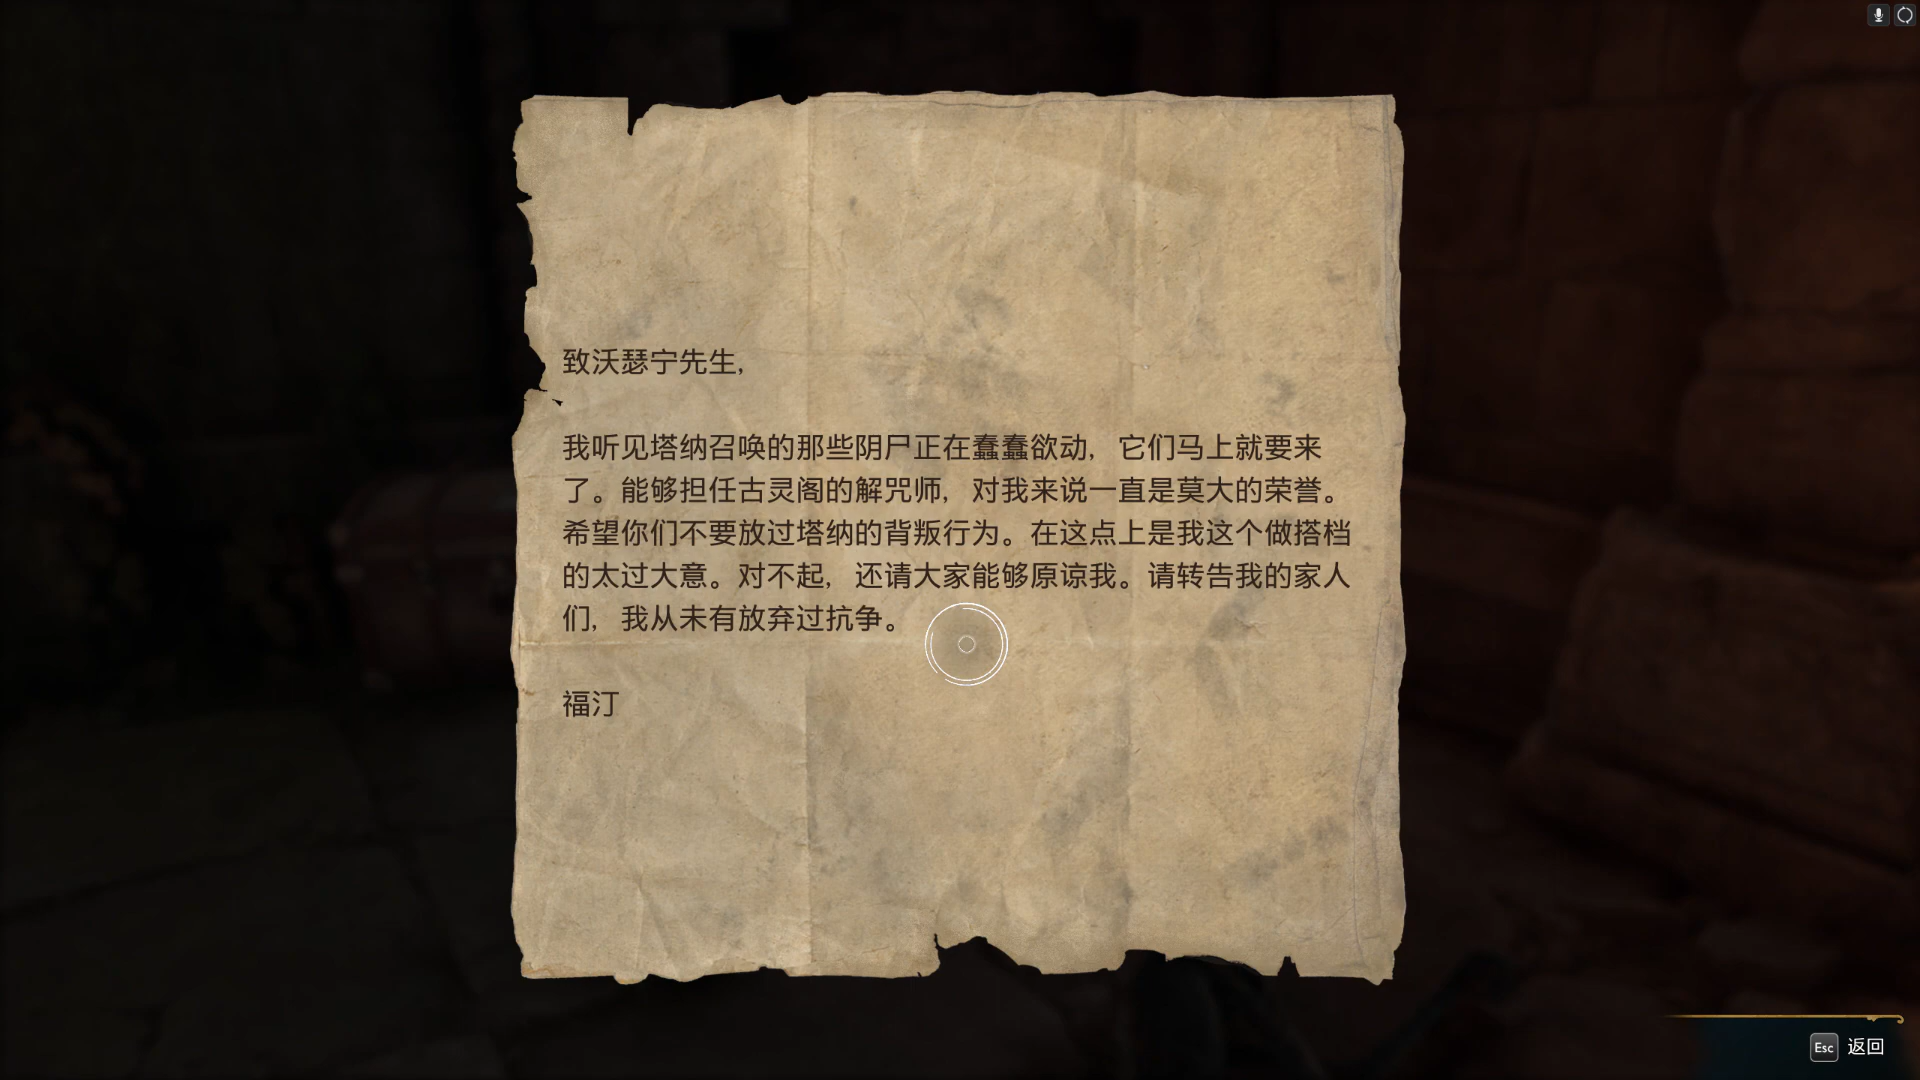 致沃瑟宁先生,
我听见塔纳召唤的那些阴尸正在蠢蠢欲动,它们马上就要来
了。能够担任古灵阁的解咒师,对我来说一直是莫大的荣誉。
希望你们不要放过塔纳的背叛行为。在这点上是我这个做搭档
的太过大意。对不起,还请大家能够原谅我。请转告我的家人
们,我从未有放弃过抗争。
福汀
Esc 返回